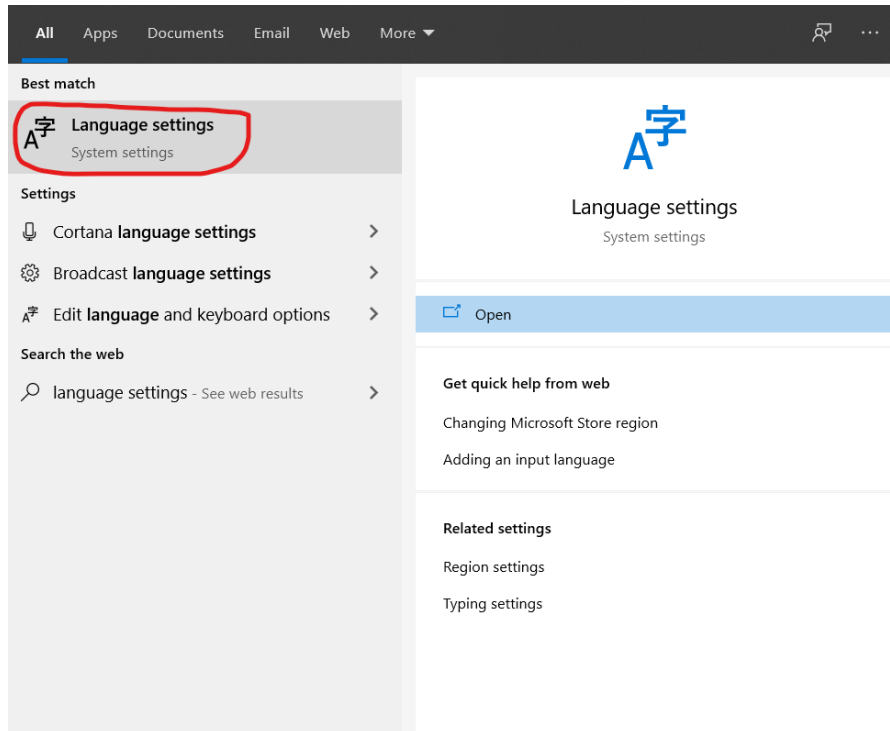 All Apps Documents Email Web More
Best match
Language settings
System settings
Settings
Cortana language settings
Broadcast language settings
Edit language and keyboard options
Search the web
language settings - See web results
A字
Language settings
System settings
Open
Get quick help from web
Changing Microsoft Store region
Adding an input language
Related settings
Region settings
Typing settings